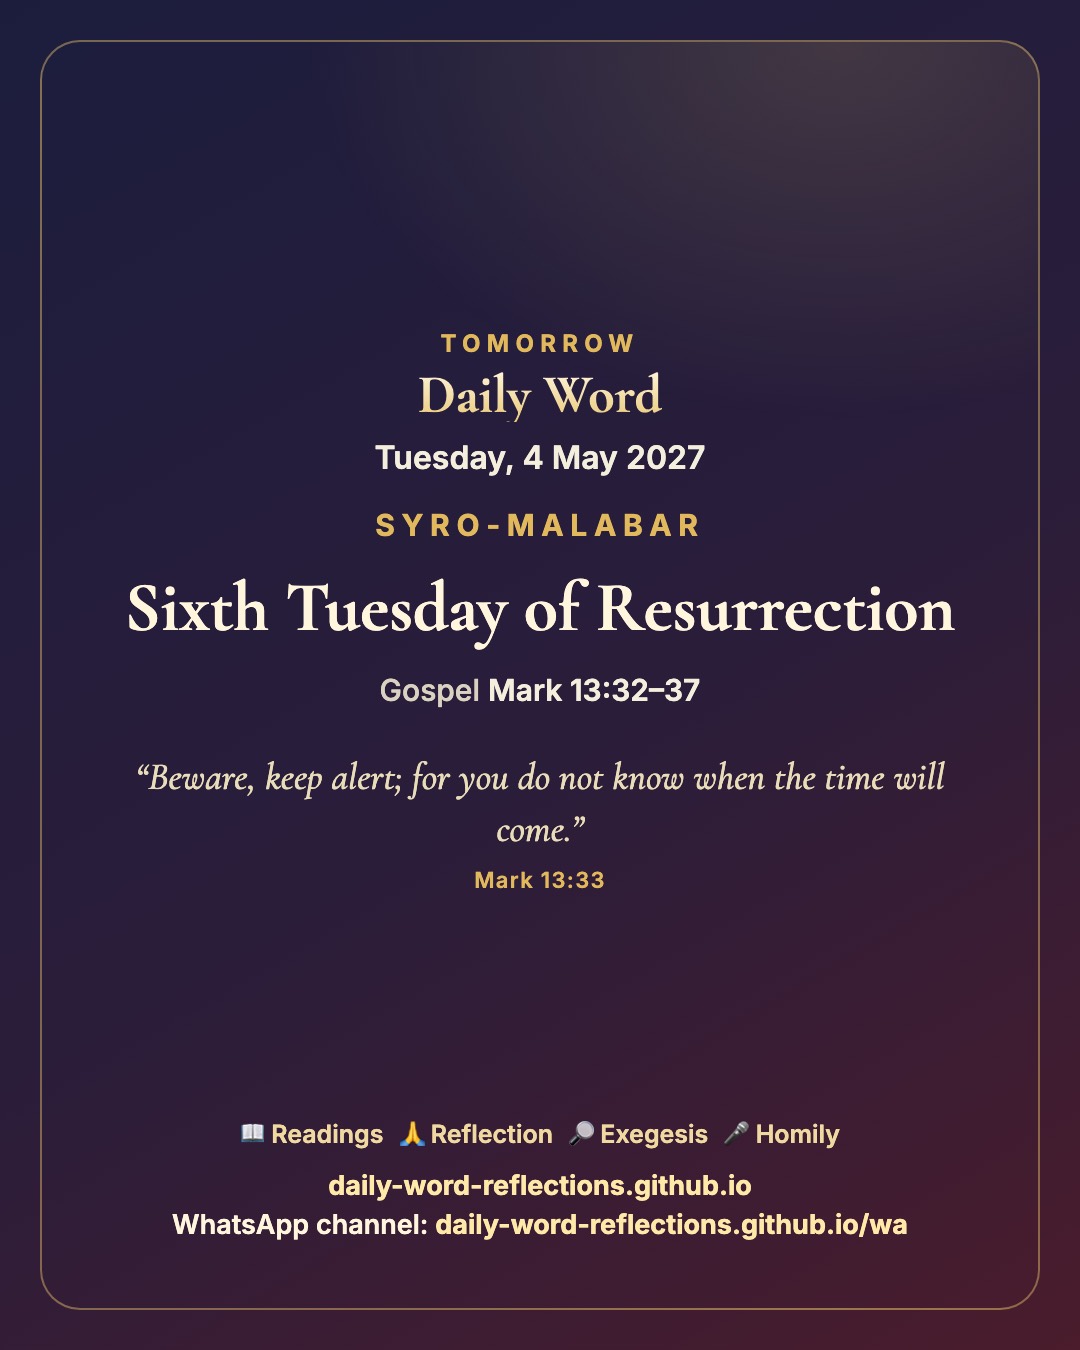 TOMORROW
Daily Word
Tuesday, 4 May 2027
SYRO-MALABAR
Sixth Tuesday of Resurrection
Gospel Mark 13:32–37
“Beware, keep alert; for you do not know when the time will
come.”
Mark 13:33
📖 Readings 🙏 Reflection 🔎 Exegesis 🎤 Homily
daily-word-reflections.github.io
WhatsApp channel: daily-word-reflections.github.io/wa